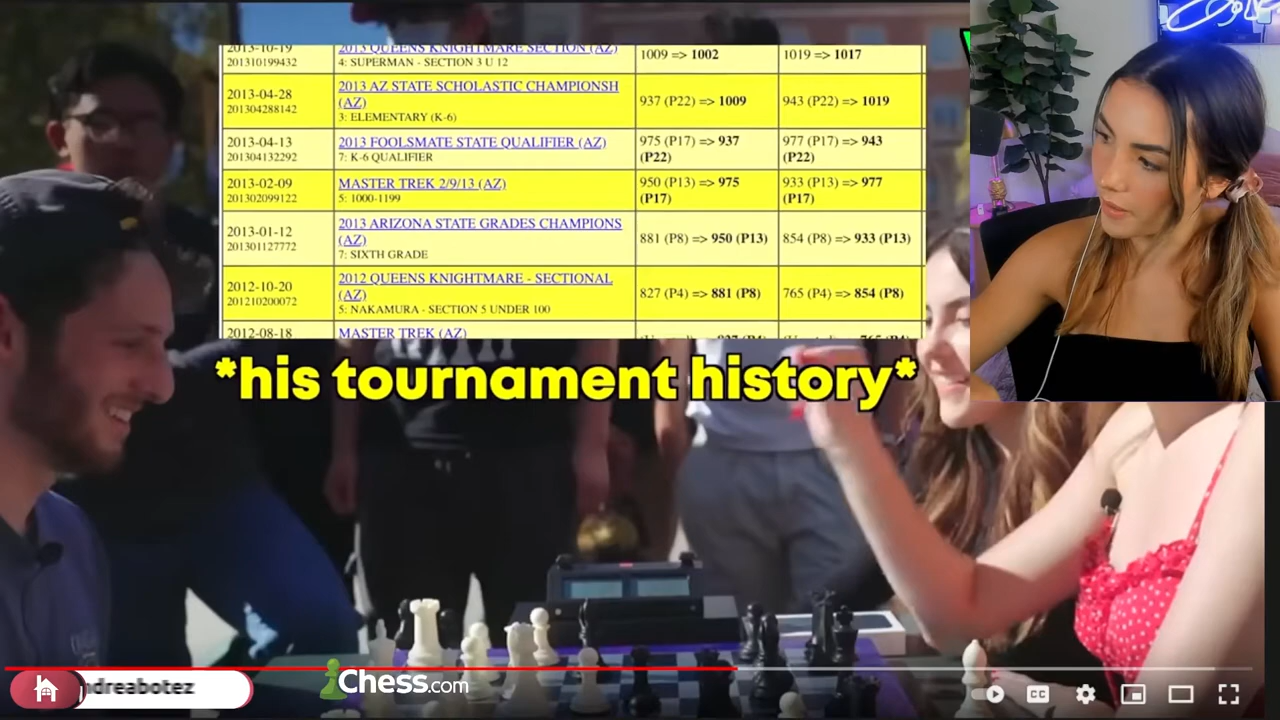 2013-10-19
201310199432
2013 QUEENS KNIGHTMARE SECTION (AZ)
4: SUPERMAN - SECTION 3 U 12
1009 => 1002
1019 => 1017
2013-04-28
201304288142
2013 AZ STATE SCHOLASTIC CHAMPIONSH
(AZ)
3: ELEMENTARY (K-6)
937 (P22) => 1009
943 (P22) => 1019
2013-04-13
201304132292
2013 FOOLSMATE STATE QUALIFIER (AZ)
7: K-6 QUALIFIER
975 (P17) => 937
(P22)
977 (P17) => 943
(P22)
2013-02-09
201302099122
MASTER TREK 2/9/13 (AZ)
5: 1000-1199
950 (P13) => 975
(P17)
933 (P13) => 977
(P17)
2013-01-12
201301127772
2013 ARIZONA STATE GRADES CHAMPIONS
(AZ)
7: SIXTH GRADE
881 (P8) => 950 (P13)
854 (P8) => 933 (P13)
2012-10-20
201210200072
2012 QUEENS KNIGHTMARE - SECTIONAL
(AZ)
5: NAKAMURA - SECTION 5 UNDER 100
827 (P4) => 881 (P8)
765 (P4) => 854 (P8)
2012-08-18
MASTER TREK (AZ)
*his tournament history*
ndreabotez
Chess.com
CC